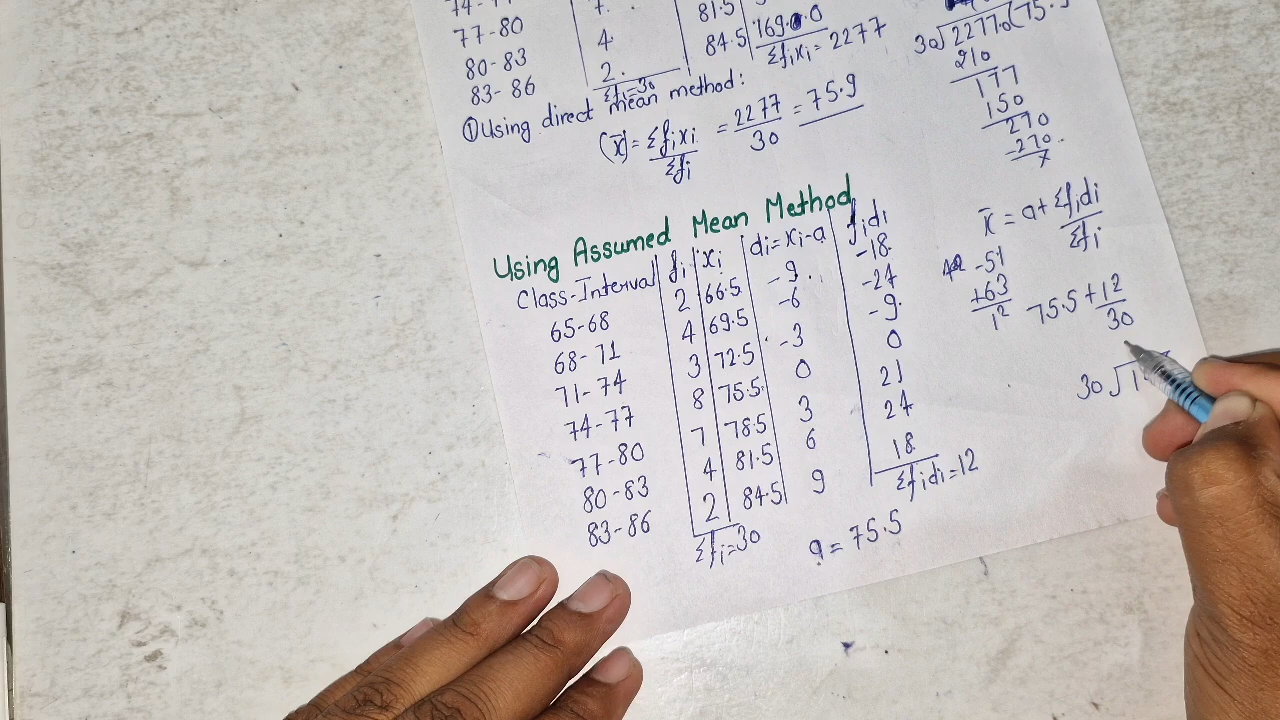 74-77 7. 81.5
77-80 4. 84.5 169.0
80-83 2. Σfixi = 2277
83-86 Σfi=30
30√2277.0(75.9
210
177
150
270
-270
x
①Using direct mean method:
(x̄)= Σfixi/Σfi = 2277/30 = 75.9
Using Assumed Mean Method
Class-Interval fi xi di=xi-a fidi
65-68 2 66.5 -9. -18
68-71 4 69.5 -6 -24
71-74 3 72.5 -3 -9.
74-77 8 75.5 0 0
77-80 7 78.5 3 21
80-83 4 81.5 6 24
83-86 2 84.5 9 18
Σfi=30 Σfidi=12
a = 75.5
x̄ = a+ Σfidi/Σfi
-51
+63
12
75.5 + 12/30
30√1